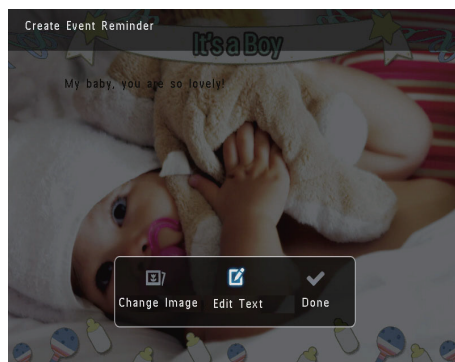 Create Event Reminder
It's a Boy
My baby, you are so lovely!
Change Image
Edit Text
Done